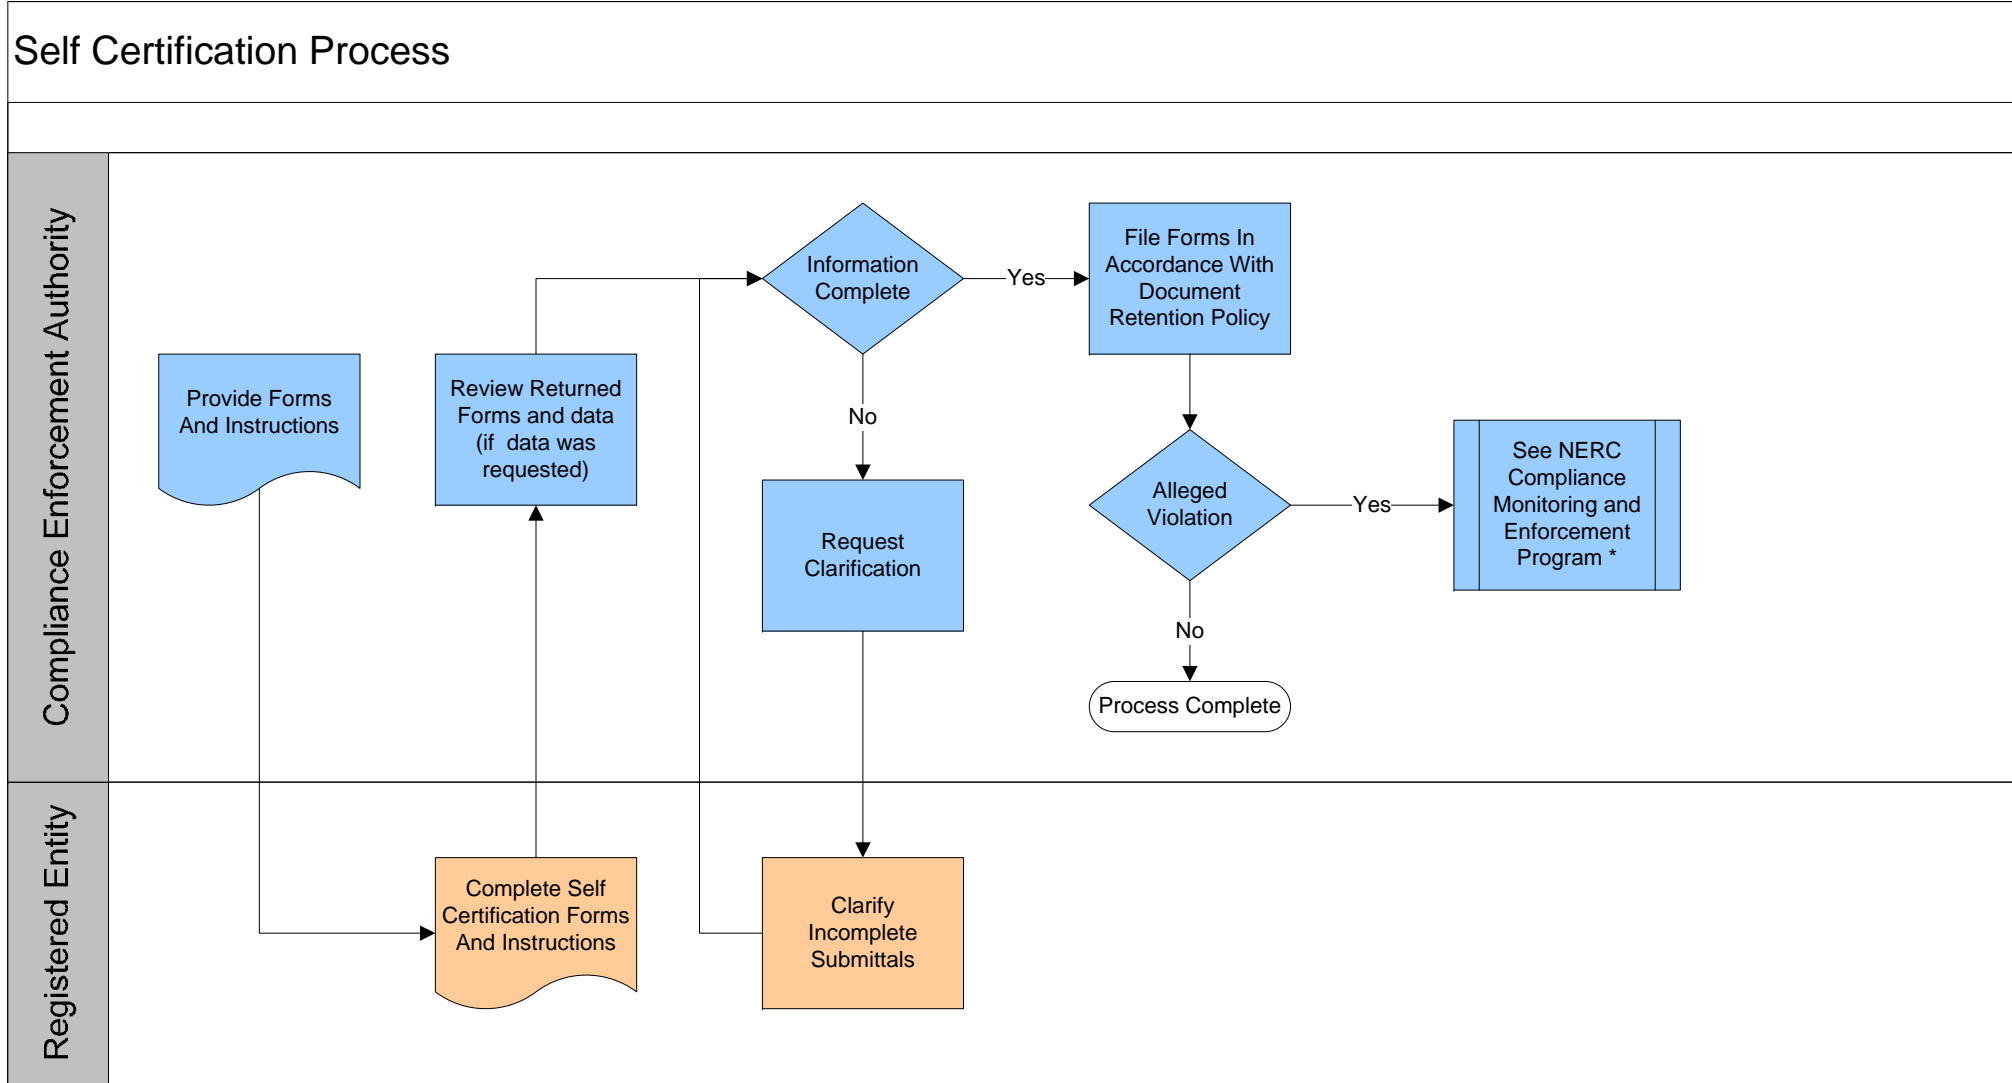 Self Certification Process
Compliance Enforcement Authority
Provide Forms
And Instructions
Review Returned
Forms and data
(if data was
requested)
Information
Complete
Yes
File Forms In
Accordance With
Document
Retention Policy
No
Request
Clarification
Alleged
Violation
Yes
See NERC
Compliance
Monitoring and
Enforcement
Program *
No
Process Complete
Registered Entity
Complete Self
Certification Forms
And Instructions
Clarify
Incomplete
Submittals